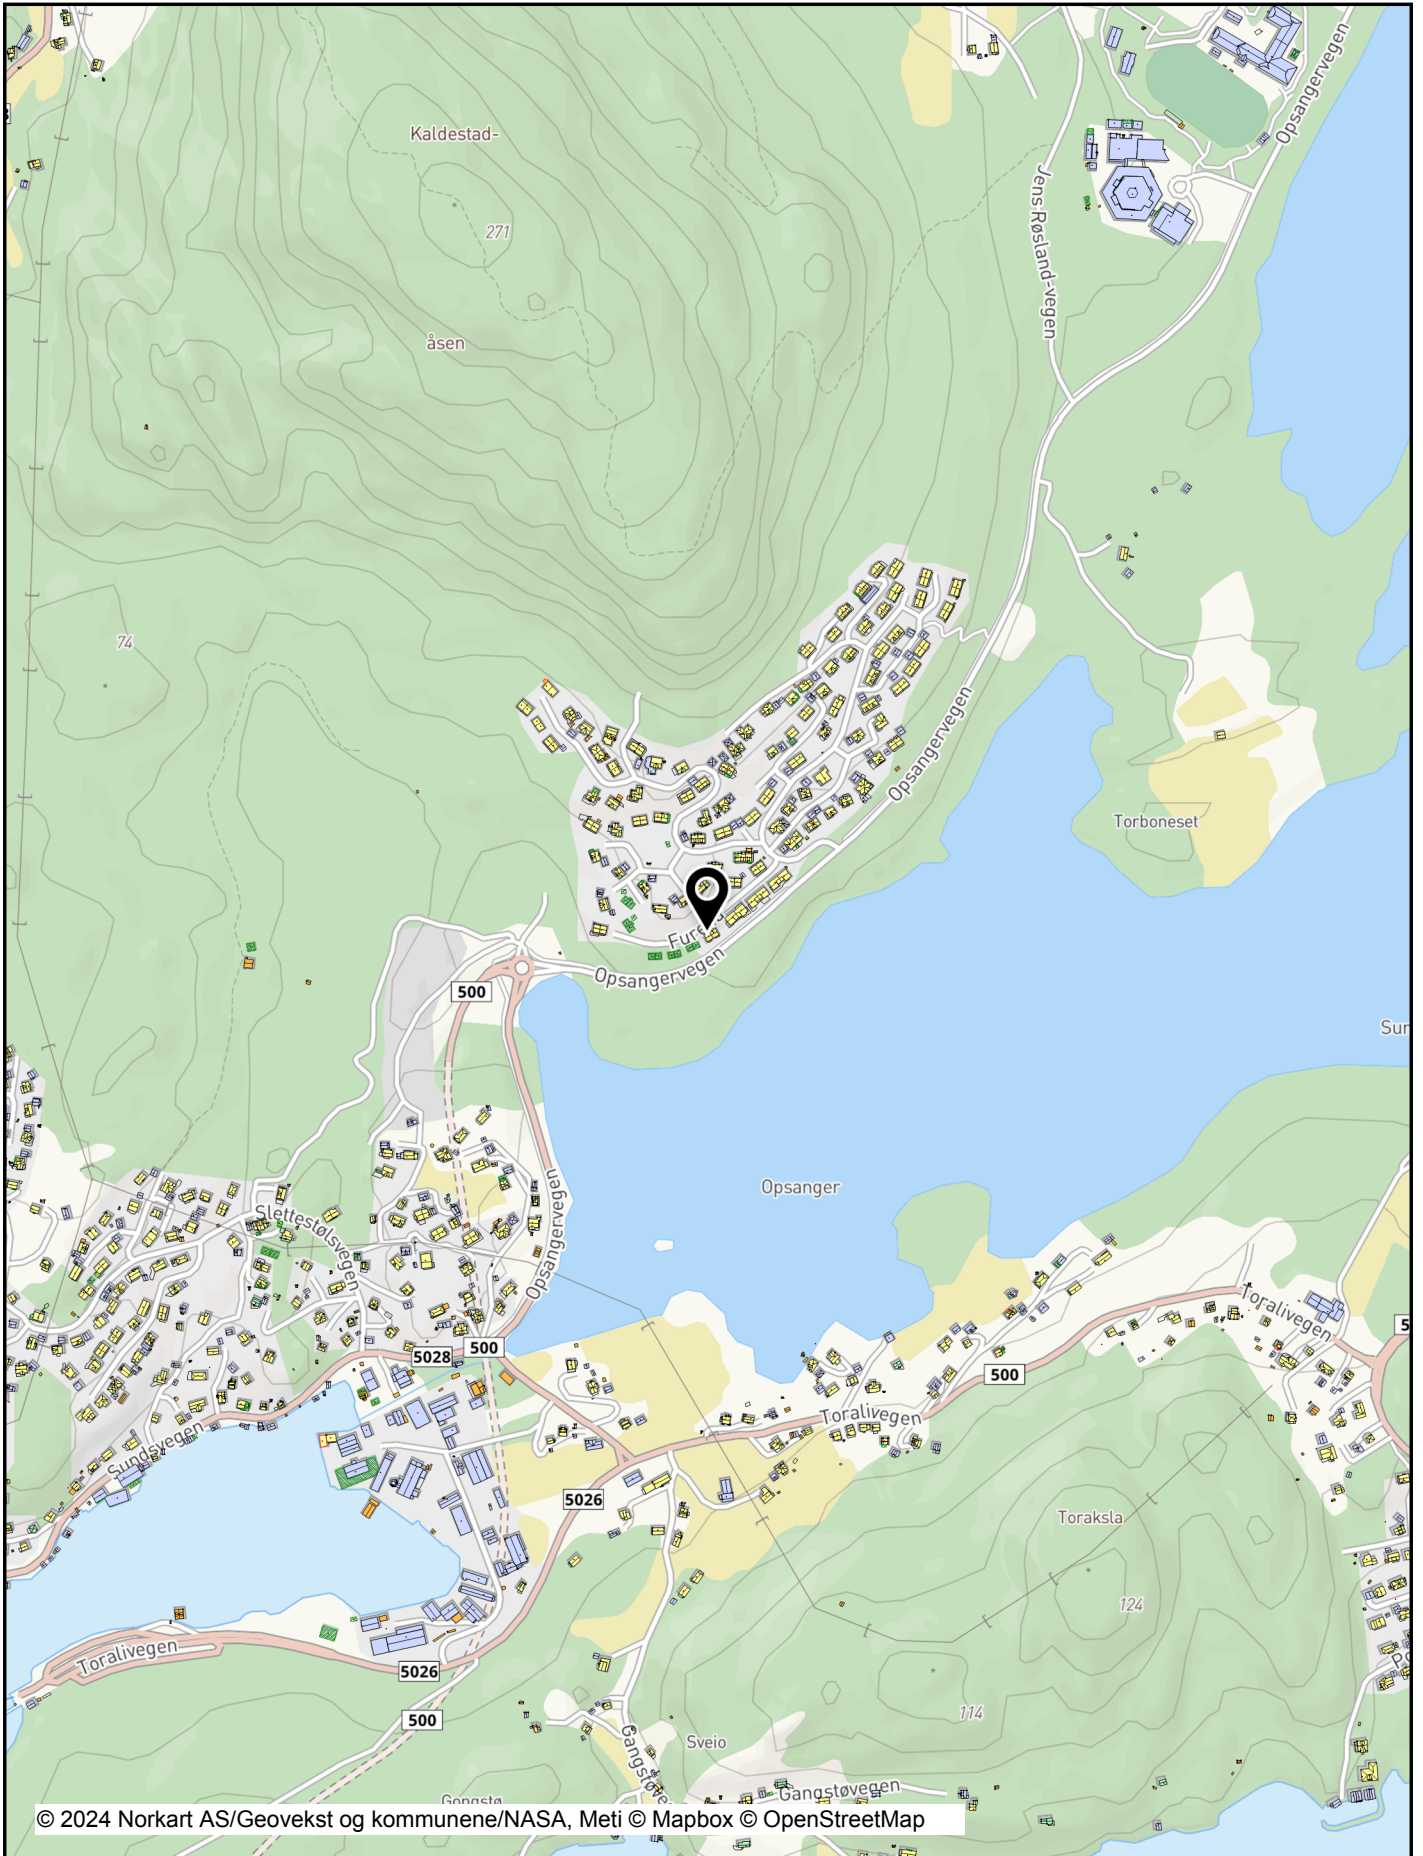 Opsangervegen
Kaldestad-
271
åsen
Jens Røsland-vegen
74
Opsangervegen
Torboneset
Opsangervegen
500
Opsanger
Slettestølsvegen
Opsangervegen
Toralivegen
5028
500
500
Toralivegen
Sundsvegen
5026
Toraksla
124
Toralivegen
5026
500
114
Sveio
Gangstøvegen
© 2024 Norkart AS/Geovekst og kommunene/NASA, Meti © Mapbox © OpenStreetMap